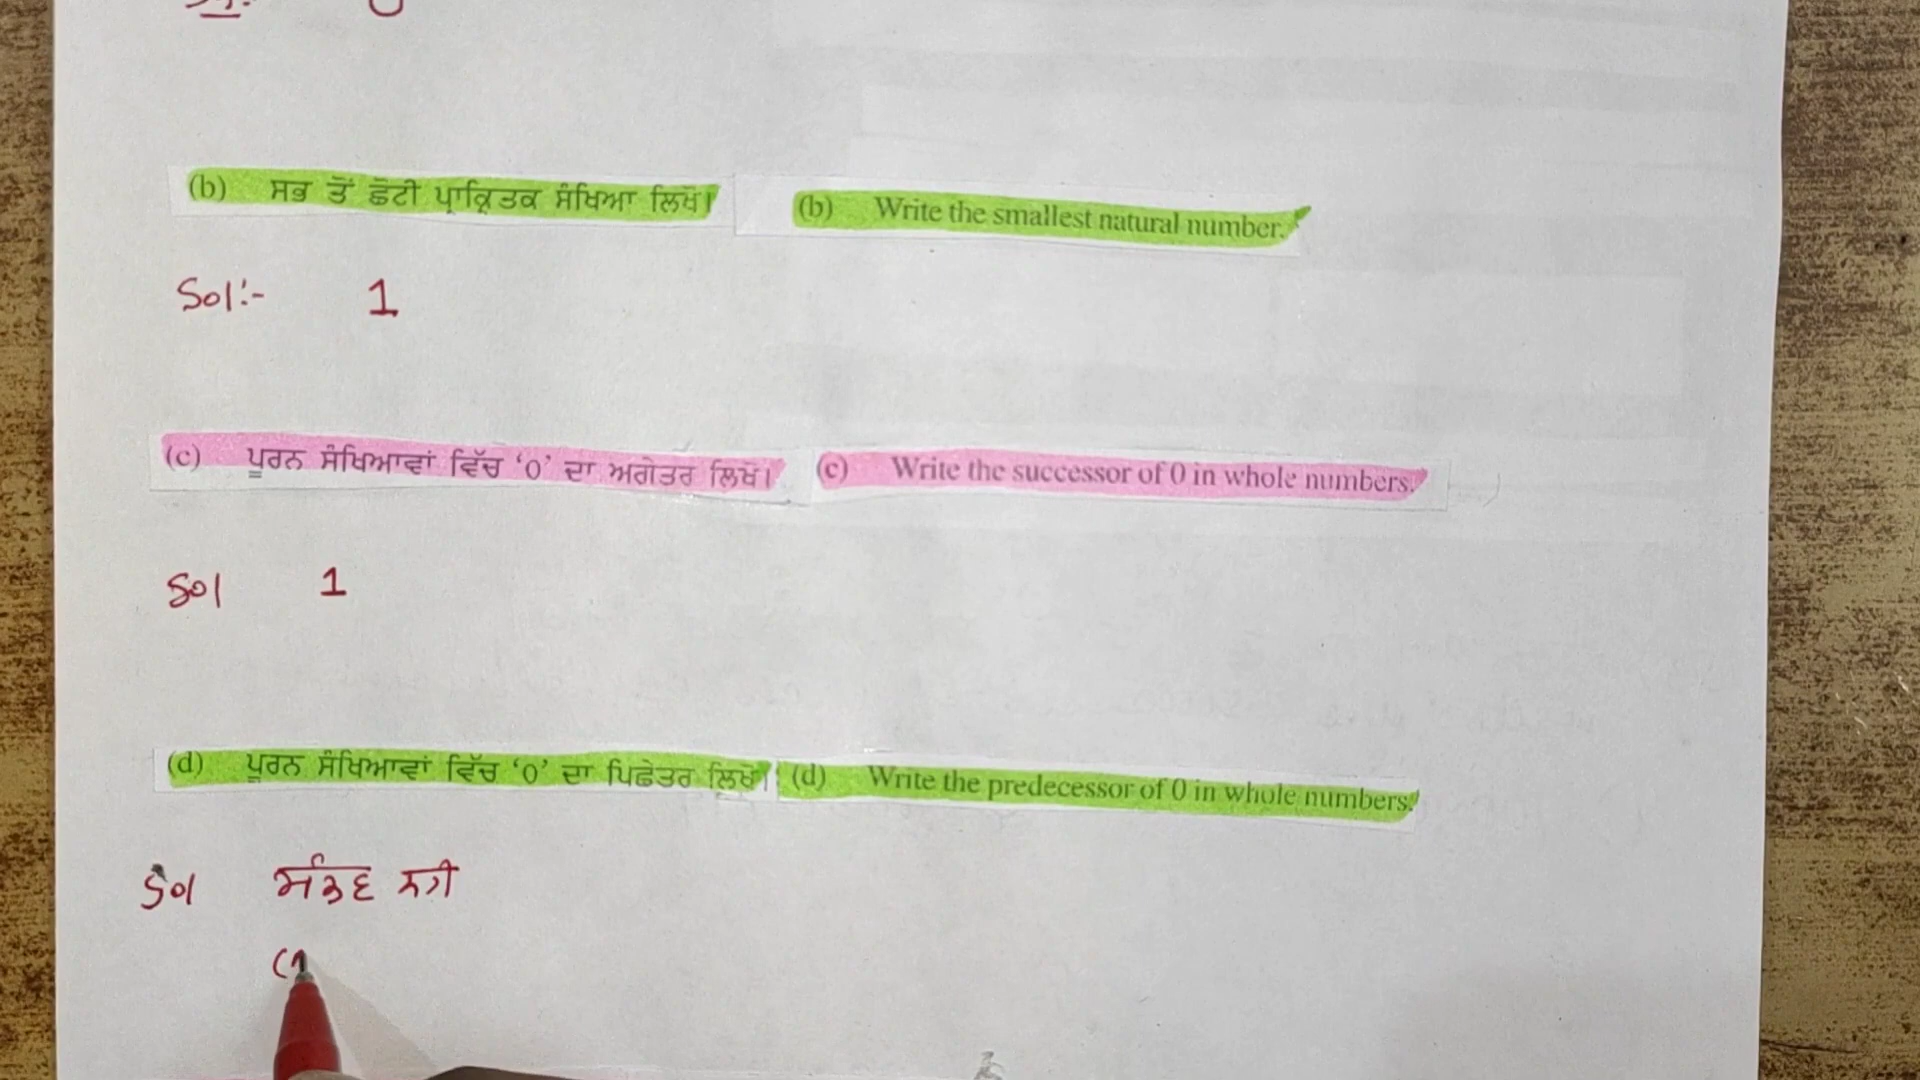 (b) ਸਭ ਤੋਂ ਛੋਟੀ ਪ੍ਰਾਕ੍ਰਿਤਕ ਸੰਖਿਆ ਲਿਖੋ। (b) Write the smallest natural number.
Sol:- 1
(c) ਪੂਰਨ ਸੰਖਿਆਵਾਂ ਵਿੱਚ ‘0’ ਦਾ ਅਗੇਤਰ ਲਿਖੋ। (c) Write the successor of 0 in whole numbers.
Sol 1
(d) ਪੂਰਨ ਸੰਖਿਆਵਾਂ ਵਿੱਚ ‘0’ ਦਾ ਪਿਛੇਤਰ ਲਿਖੋ। (d) Write the predecessor of 0 in whole numbers.
Sol ਸੰਭਵ ਨਹੀ